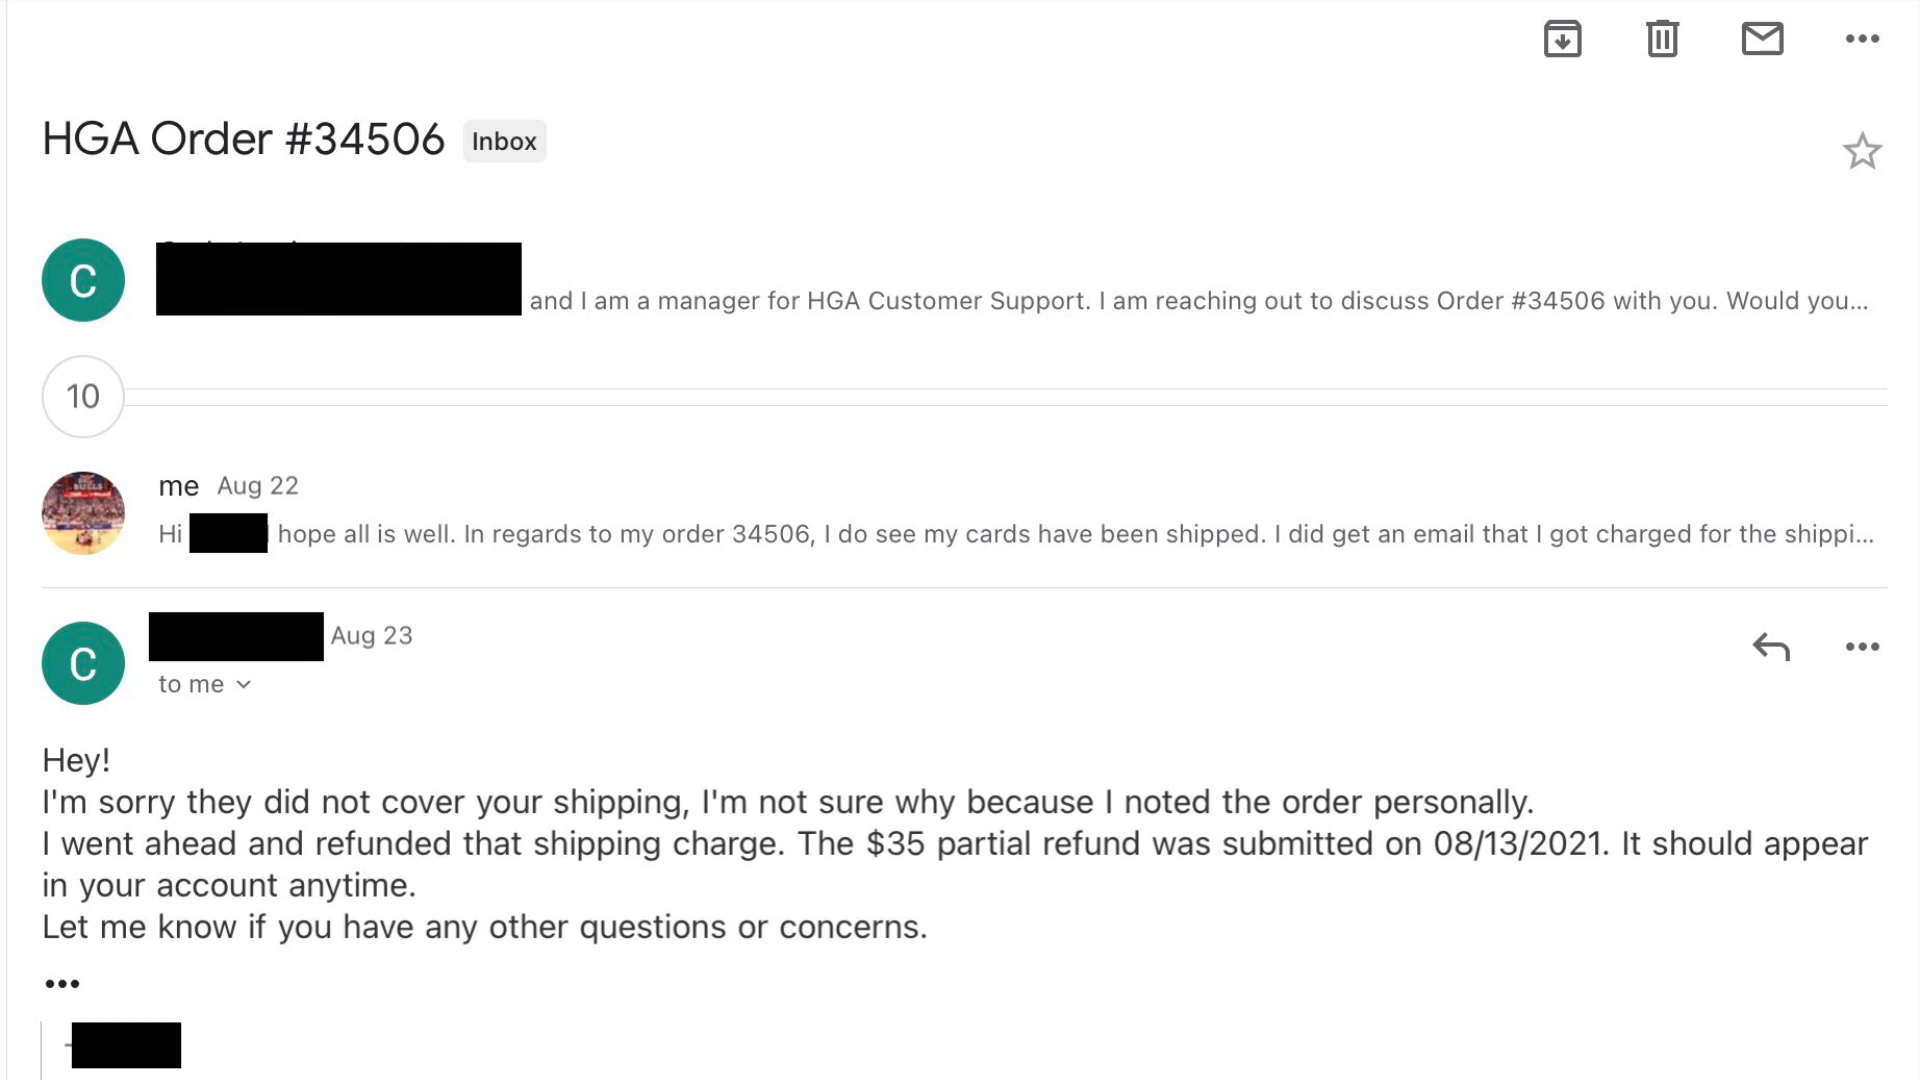 HGA Order #34506 Inbox
C
and I am a manager for HGA Customer Support. I am reaching out to discuss Order #34506 with you. Would you...
10
BULLS
me Aug 22
Hi hope all is well. In regards to my order 34506, I do see my cards have been shipped. I did get an email that I got charged for the shippi...
C
Aug 23
to me
Hey!
I'm sorry they did not cover your shipping, I'm not sure why because I noted the order personally.
I went ahead and refunded that shipping charge. The $35 partial refund was submitted on 08/13/2021. It should appear
in your account anytime.
Let me know if you have any other questions or concerns.